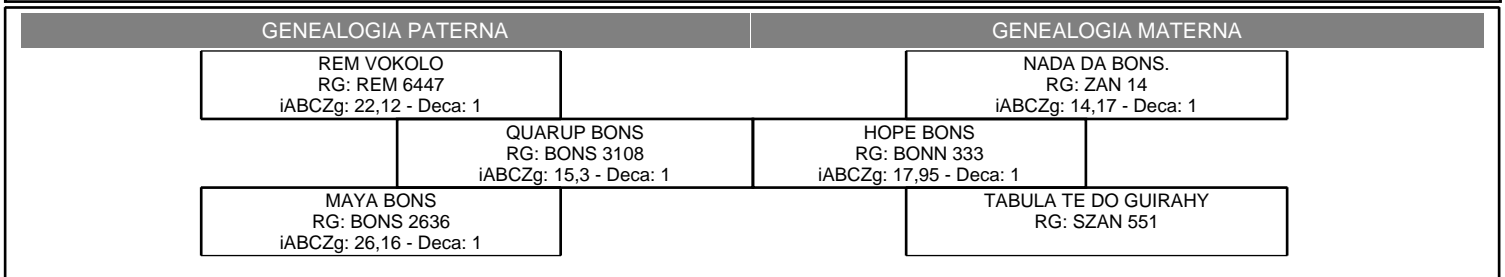 GENEALOGIA PATERNA
GENEALOGIA MATERNA
REM VOKOLO
RG: REM 6447
iABCZg: 22,12 - Deca: 1
NADA DA BONS.
RG: ZAN 14
iABCZg: 14,17 - Deca: 1
QUARUP BONS
RG: BONS 3108
iABCZg: 15,3 - Deca: 1
HOPE BONS
RG: BONN 333
iABCZg: 17,95 - Deca: 1
MAYA BONS
RG: BONS 2636
iABCZg: 26,16 - Deca: 1
TABULA TE DO GUIRAHY
RG: SZAN 551